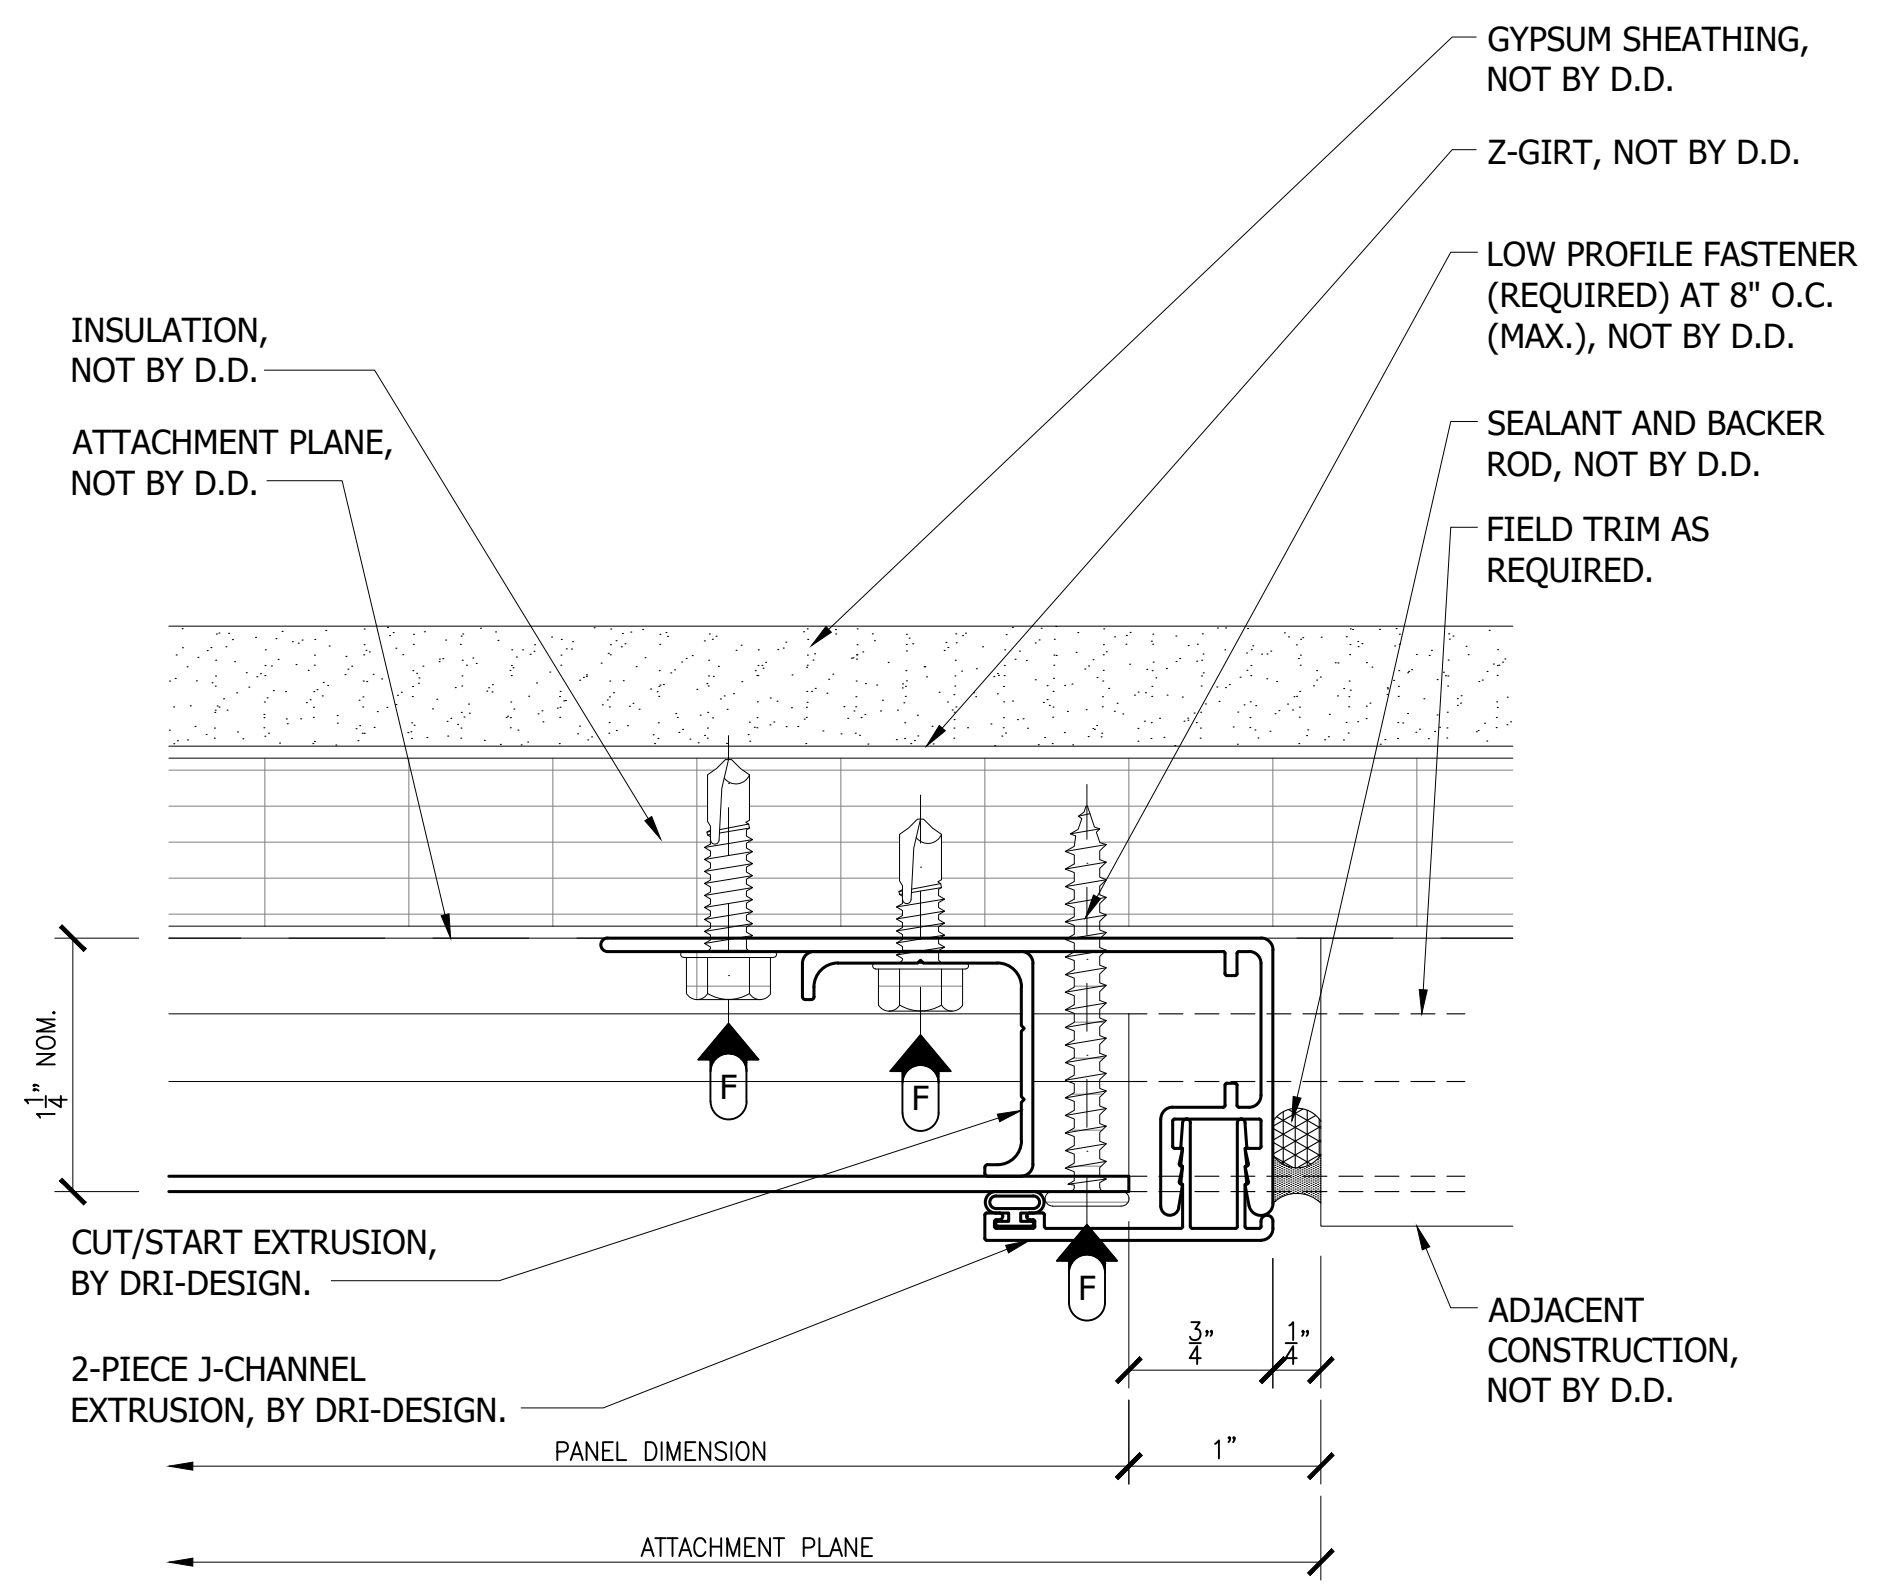 GYPSUM SHEATHING,
NOT BY D.D.
Z-GIRT, NOT BY D.D.
LOW PROFILE FASTENER
(REQUIRED) AT 8" O.C.
(MAX.), NOT BY D.D.
INSULATION,
NOT BY D.D.
ATTACHMENT PLANE,
NOT BY D.D.
SEALANT AND BACKER
ROD, NOT BY D.D.
FIELD TRIM AS
REQUIRED.
1 1/4" NOM.
F
F
F
CUT/START EXTRUSION,
BY DRI-DESIGN.
2-PIECE J-CHANNEL
EXTRUSION, BY DRI-DESIGN.
ADJACENT
CONSTRUCTION,
NOT BY D.D.
3/4"
1/4"
PANEL DIMENSION
1"
ATTACHMENT PLANE